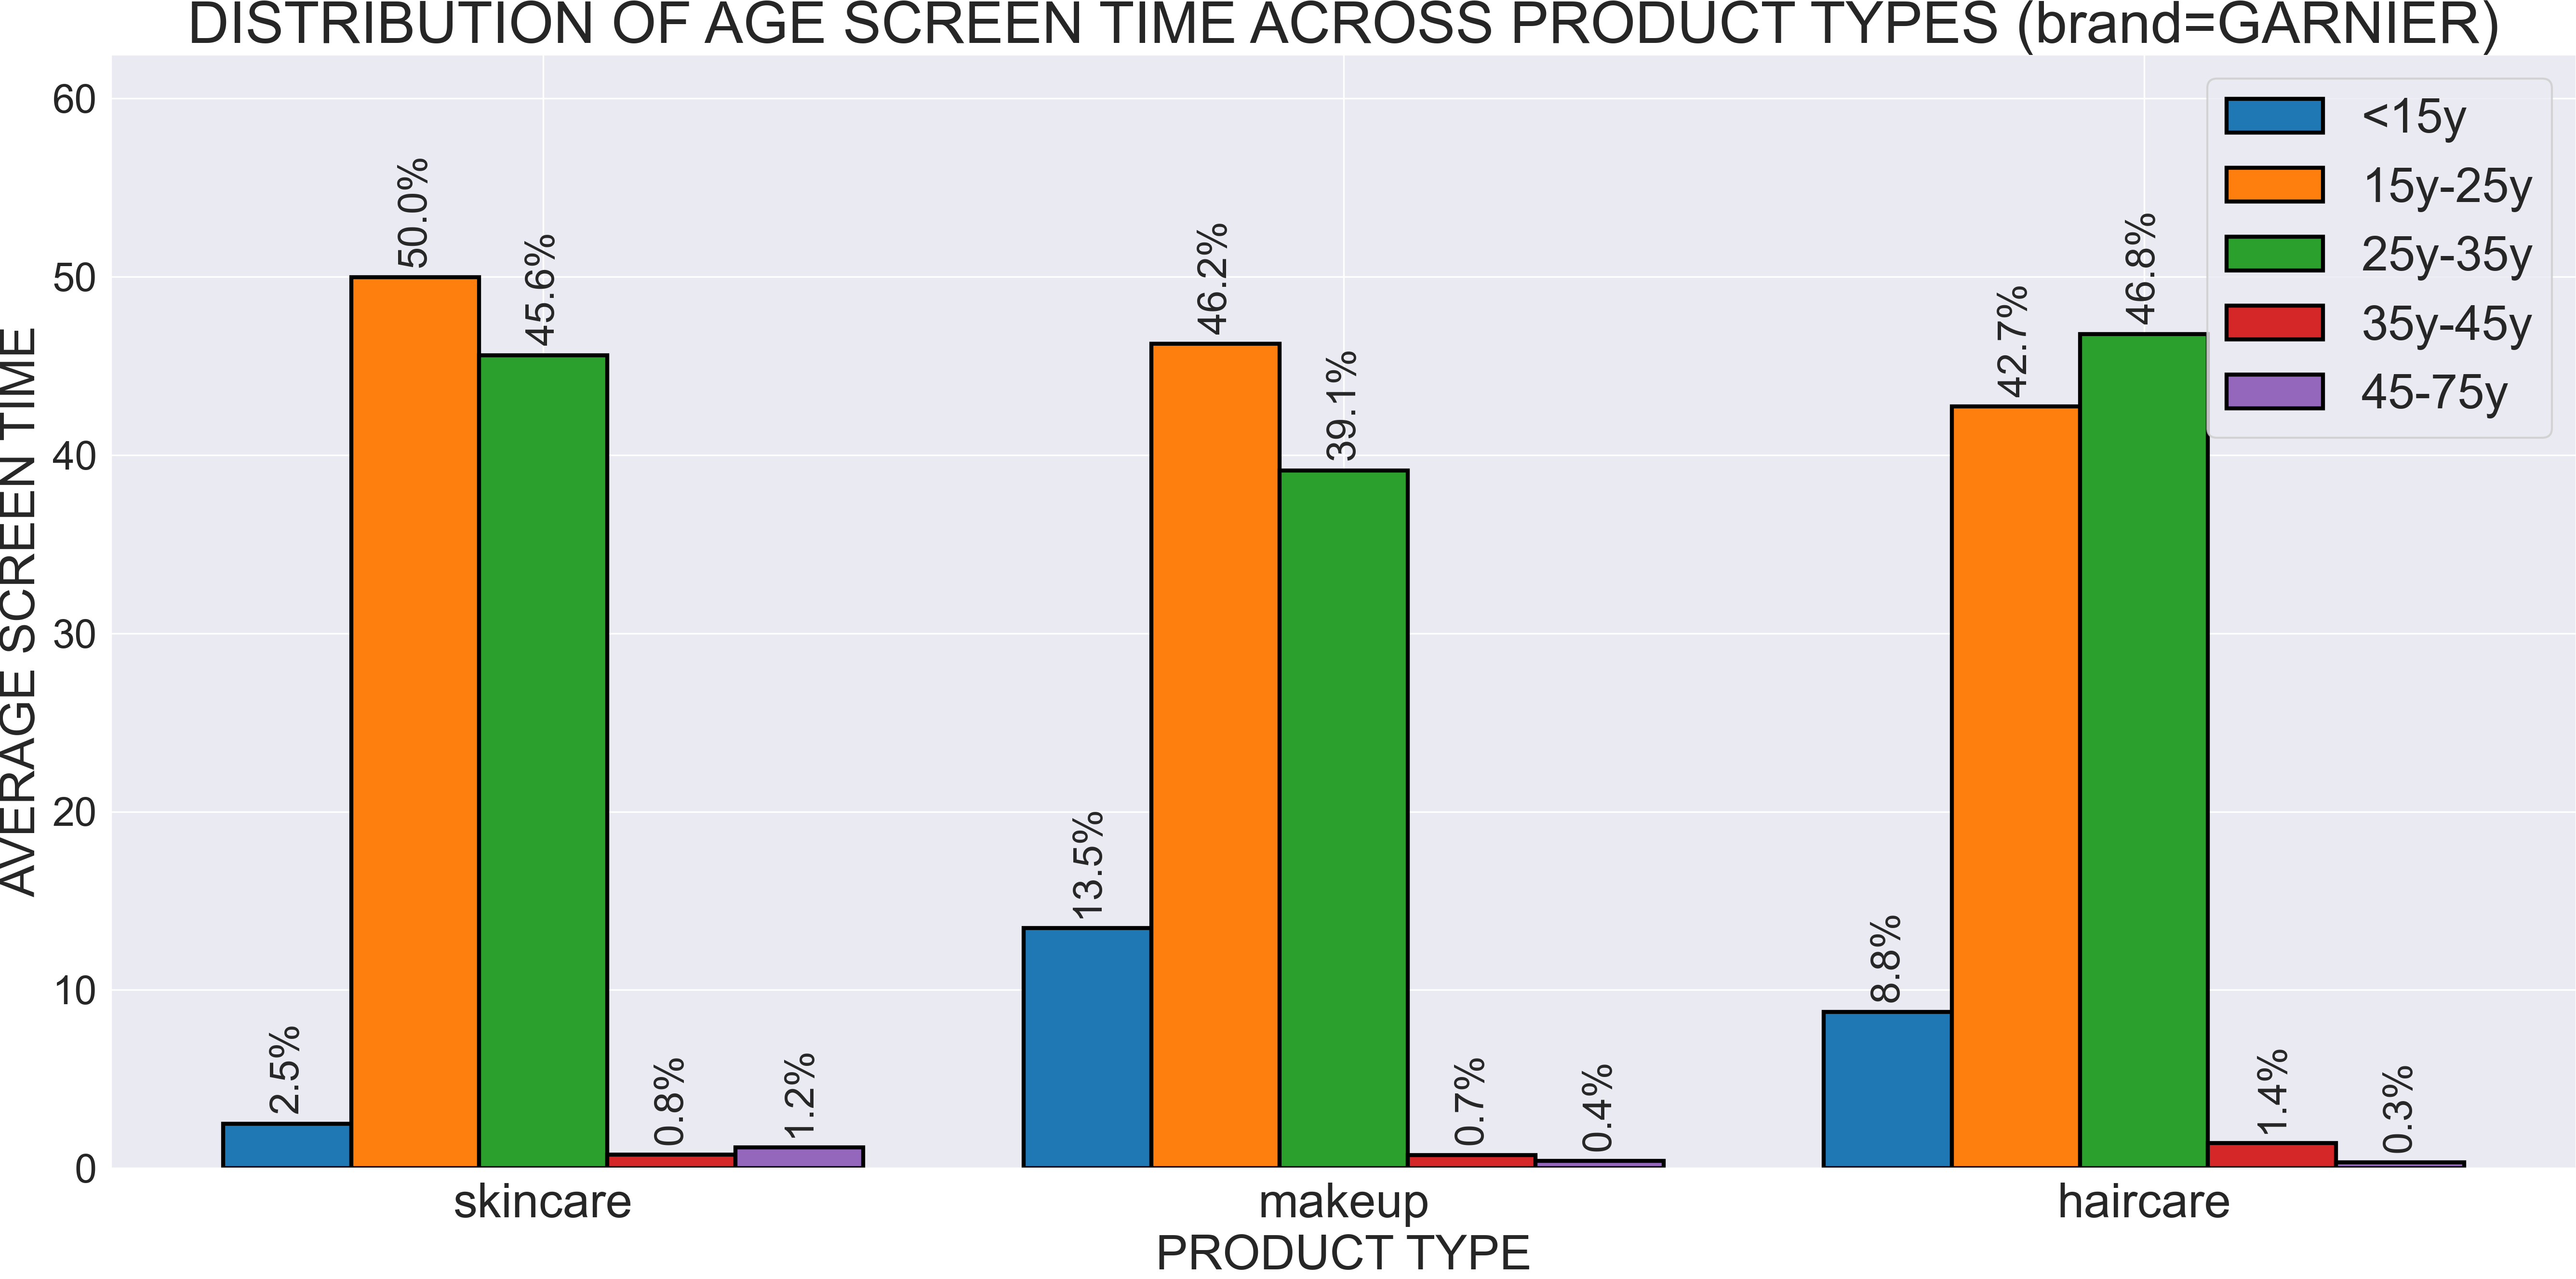 DISTRIBUTION OF AGE SCREEN TIME ACROSS PRODUCT TYPES (brand=GARNIER)
AVERAGE SCREEN TIME
60
50
40
30
20
10
0
2.5%
50.0%
45.6%
0.8%
1.2%
13.5%
46.2%
39.1%
0.7%
0.4%
8.8%
42.7%
46.8%
1.4%
0.3%
<15y
15y-25y
25y-35y
35y-45y
45-75y
skincare
makeup
haircare
PRODUCT TYPE